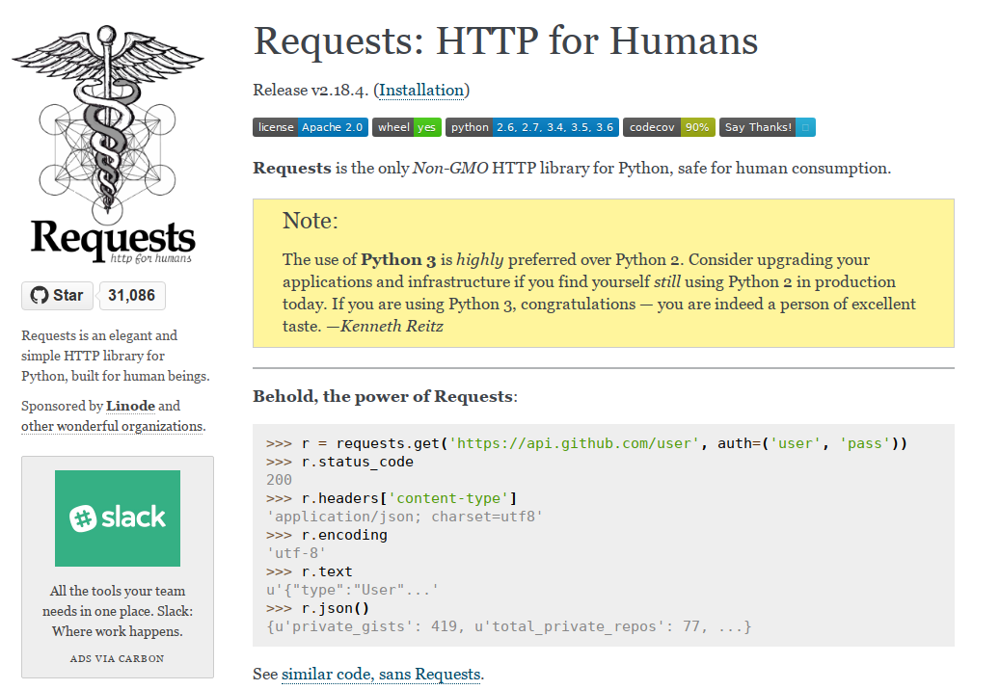 Requests
http for humans
Star
31,086
Requests is an elegant and
simple HTTP library for
Python, built for human beings.
Sponsored by Linode and
other wonderful organizations.
slack
All the tools your team
needs in one place. Slack:
Where work happens.
ADS VIA CARBON
Requests: HTTP for Humans
Release v2.18.4. (Installation)
license Apache 2.0 wheel yes python 2.6, 2.7, 3.4, 3.5, 3.6 codecov 90% Say Thanks!
Requests is the only Non-GMO HTTP library for Python, safe for human consumption.
Note:
The use of Python 3 is highly preferred over Python 2. Consider upgrading your
applications and infrastructure if you find yourself still using Python 2 in production
today. If you are using Python 3, congratulations — you are indeed a person of excellent
taste. —Kenneth Reitz
Behold, the power of Requests:
>>> r = requests.get('https://api.github.com/user', auth=('user', 'pass'))
>>> r.status_code
200
>>> r.headers['content-type']
'application/json; charset=utf8'
>>> r.encoding
'utf-8'
>>> r.text
u'{"type":"User"...'
>>> r.json()
{u'private_gists': 419, u'total_private_repos': 77, ...}
See similar code, sans Requests.